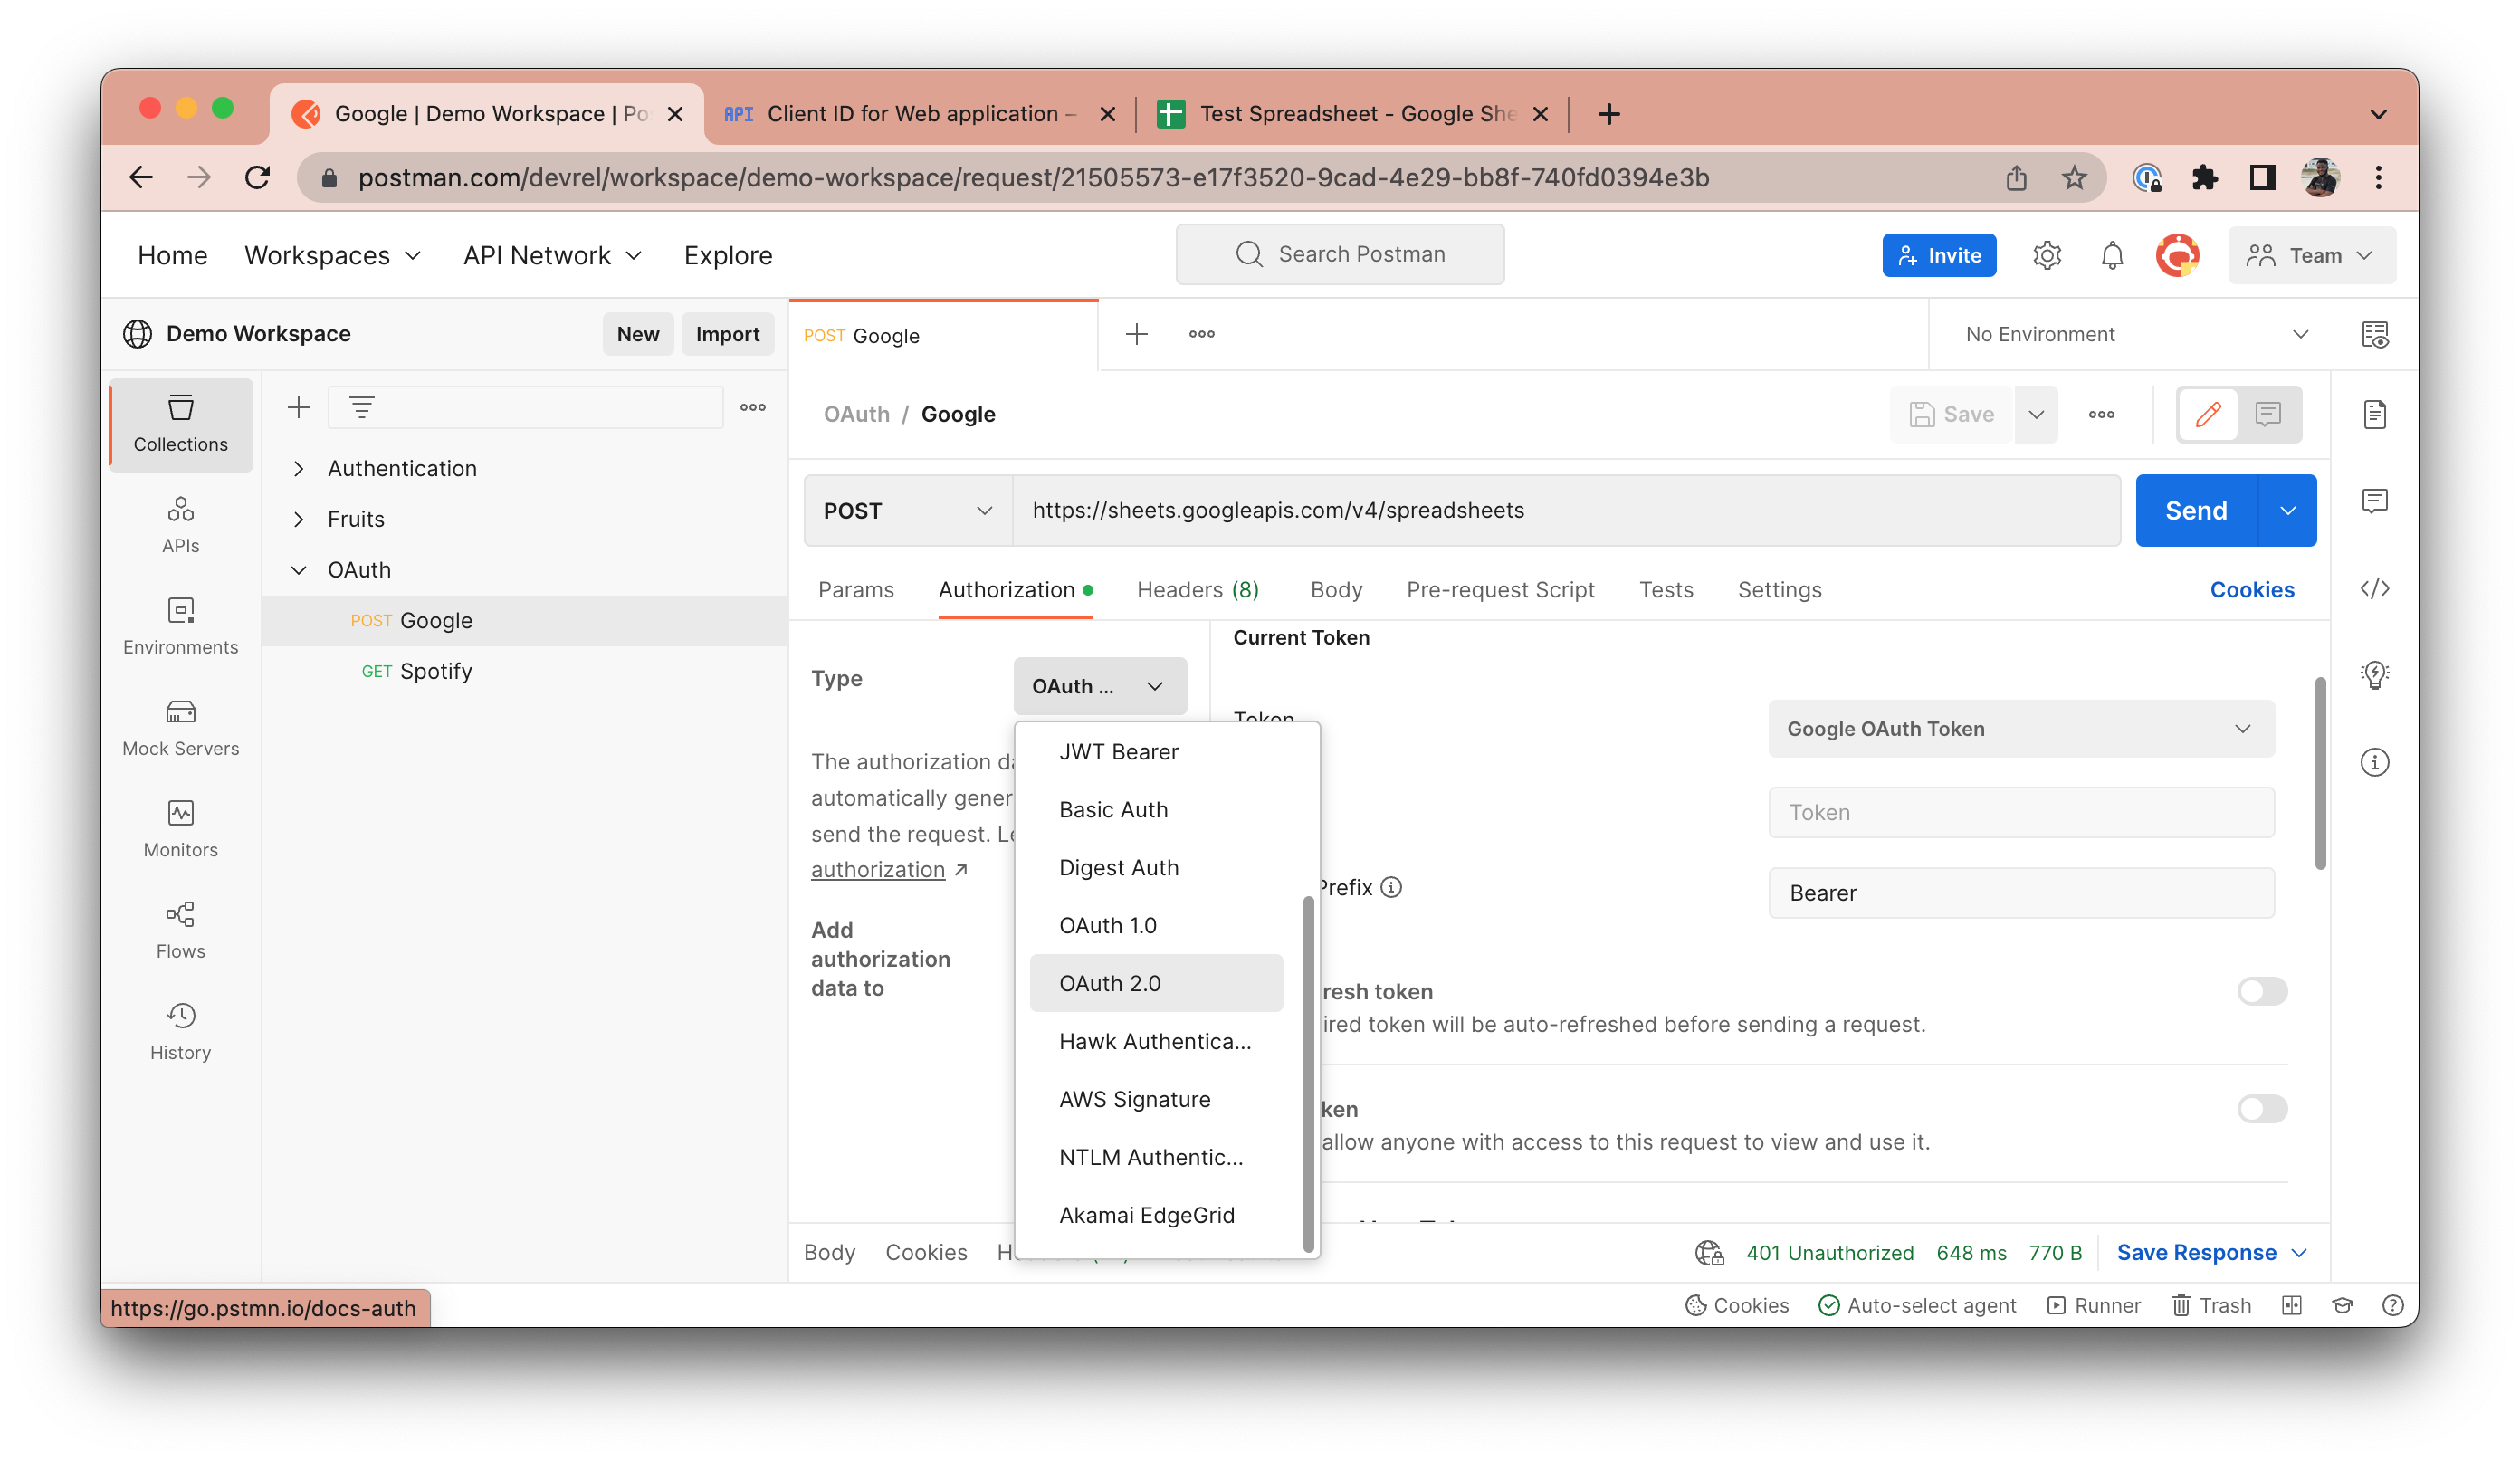 Google | Demo Workspace | Po
API Client ID for Web application –
Test Spreadsheet - Google She
postman.com/devrel/workspace/demo-workspace/request/21505573-e17f3520-9cad-4e29-bb8f-740fd0394e3b
Home Workspaces API Network Explore
Search Postman
Invite
Team
Demo Workspace
New Import
POST Google
No Environment
Collections
APIs
Environments
Mock Servers
Monitors
Flows
History
Authentication
Fruits
OAuth
POST Google
GET Spotify
OAuth / Google
Save
POST https://sheets.googleapis.com/v4/spreadsheets
Send
Params Authorization Headers (8) Body Pre-request Script Tests Settings Cookies
Type
OAuth ...
The authorization da
automatically gener
send the request. Le
authorization
Add
authorization
data to
JWT Bearer
Basic Auth
Digest Auth
OAuth 1.0
OAuth 2.0
Hawk Authentica...
AWS Signature
NTLM Authentic...
Akamai EdgeGrid
Current Token
Token
Google OAuth Token
Token
Prefix
Bearer
fresh token
ired token will be auto-refreshed before sending a request.
ken
allow anyone with access to this request to view and use it.
Body Cookies
401 Unauthorized 648 ms 770 B Save Response
https://go.pstmn.io/docs-auth
Cookies Auto-select agent Runner Trash